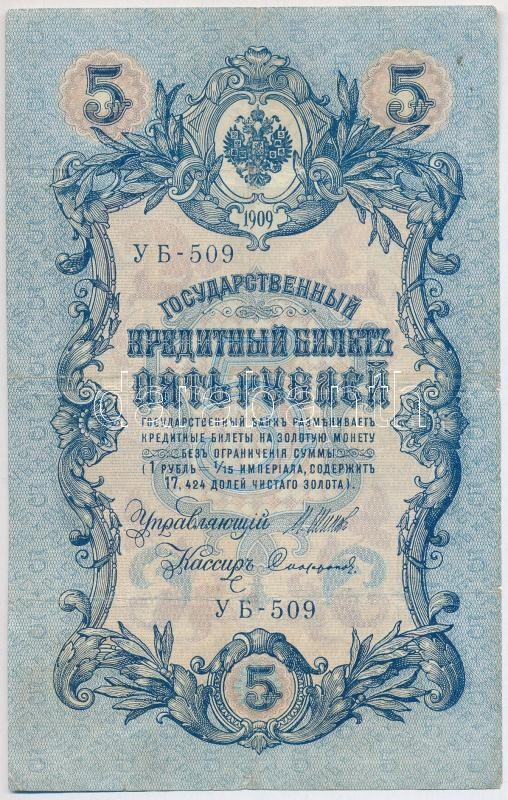 5 5
1909
УБ-509
ГОСУДАРСТВЕННЫЙ
КРЕДИТНЫЙ БИЛЕТЪ
ПЯТЬ РУБЛЕЙ
darabanth
ГОСУДАРСТВЕННЫЙ БАНКЪ РАЗМѢНИВАЕТЪ
КРЕДИТНЫЕ БИЛЕТЫ НА ЗОЛОТУЮ МОНЕТУ
БЕЗЪ ОГРАНИЧЕНІЯ СУММЫ
(1 РУБЛЬ = 1/15 ИМПЕРІАЛА, СОДЕРЖИТЪ
17,424 ДОЛЕЙ ЧИСТАГО ЗОЛОТА).
Управляющій
Кассиръ
УБ-509
5